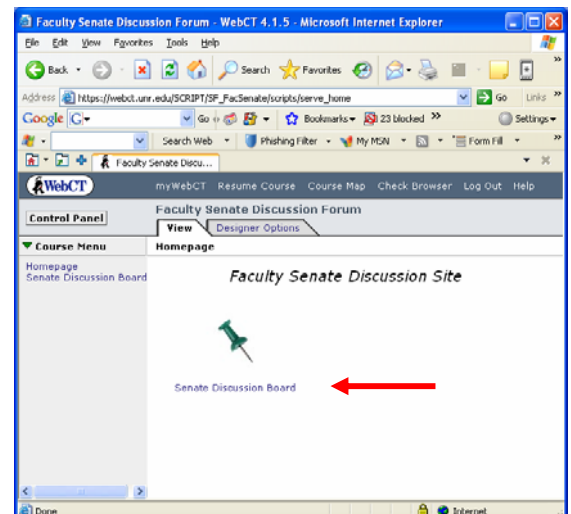 Faculty Senate Discussion Forum - WebCT 4.1.5 - Microsoft Internet Explorer
File Edit View Favorites Tools Help
Back Search Favorites »
Address https://webct.unr.edu/SCRIPT/SF_FacSenate/scripts/serve_home Go Links »
Google G Go Bookmarks 23 blocked » Settings
Search Web Phishing Filter My MSN Form Fill »
Faculty Senate Discu...
WebCT myWebCT Resume Course Course Map Check Browser Log Out Help
Control Panel Faculty Senate Discussion Forum
View Designer Options
Course Menu Homepage
Homepage
Senate Discussion Board
Faculty Senate Discussion Site
Senate Discussion Board
Done Internet